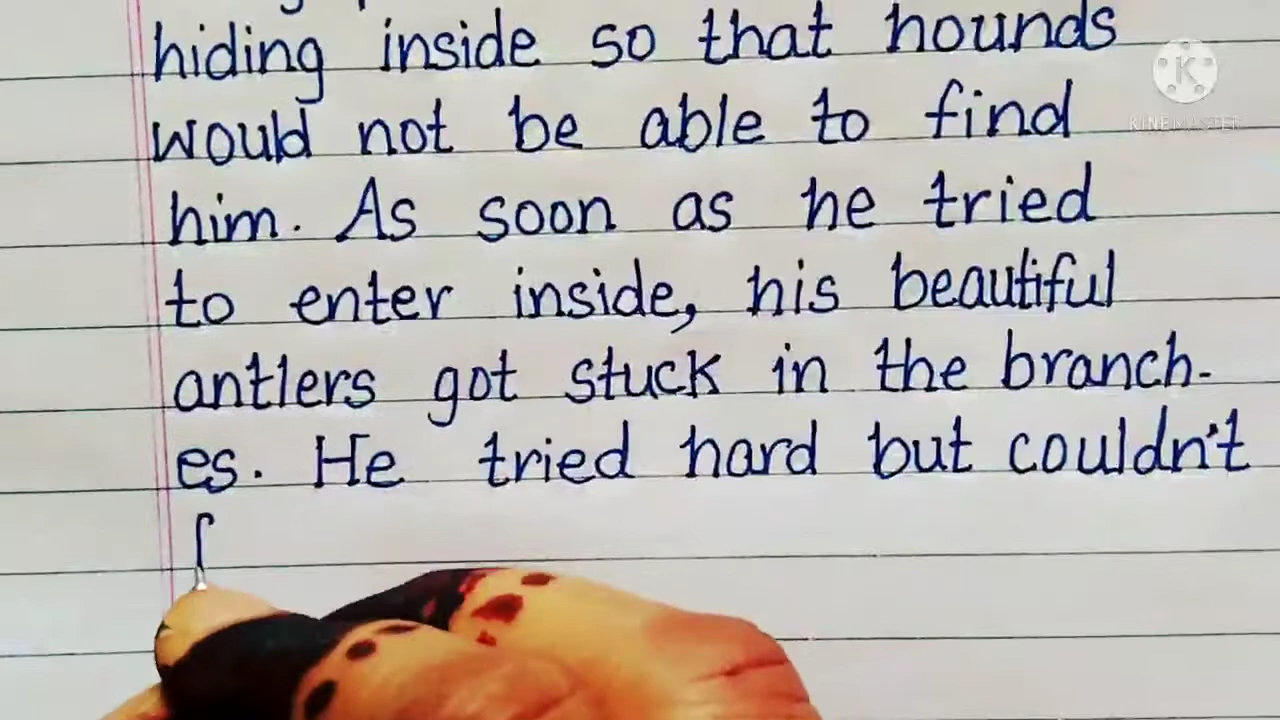 hiding inside so that hounds
would not be able to find
him. As soon as he tried
to enter inside, his beautiful
antlers got stuck in the branch-
es. He tried hard but couldn't
K
KINEMASTER